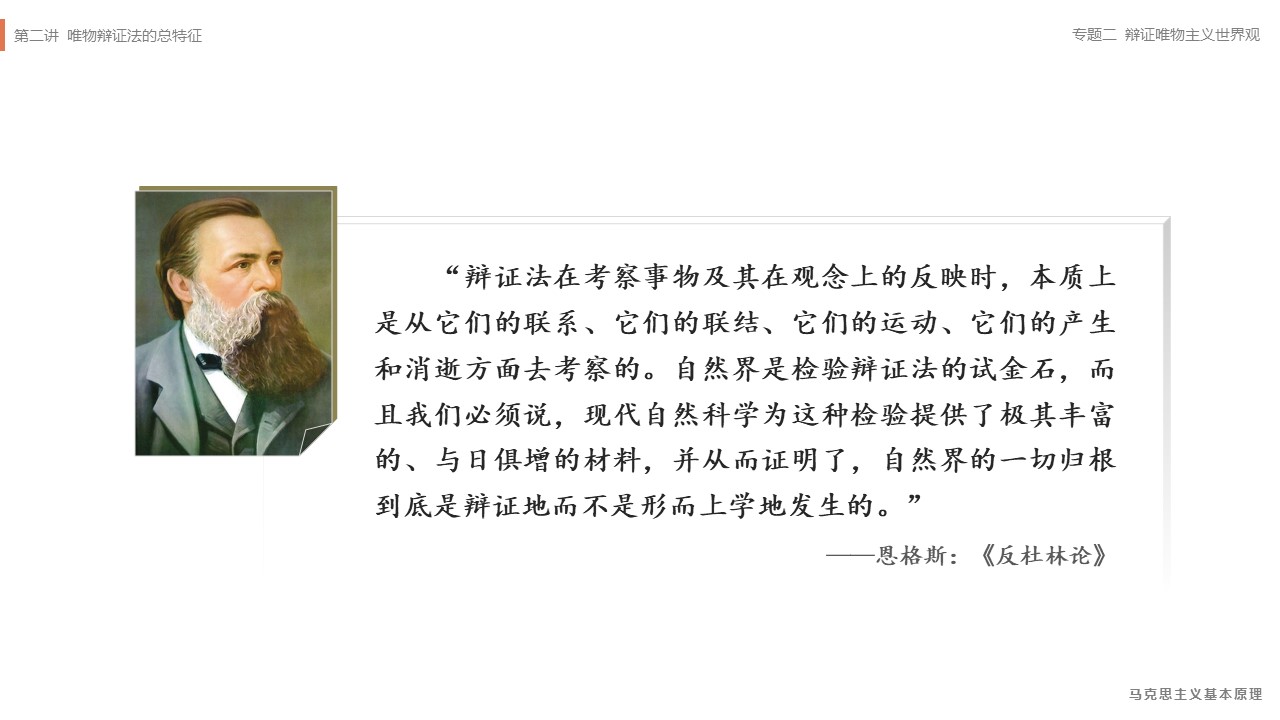 第二讲 唯物辩证法的总特征
专题二 辩证唯物主义世界观
“辩证法在考察事物及其在观念上的反映时，本质上
是从它们的联系、它们的联结、它们的运动、它们的产生
和消逝方面去考察的。自然界是检验辩证法的试金石，而
且我们必须说，现代自然科学为这种检验提供了极其丰富
的、与日俱增的材料，并从而证明了，自然界的一切归根
到底是辩证地而不是形而上学地发生的。”
——恩格斯：《反杜林论》
马克思主义基本原理